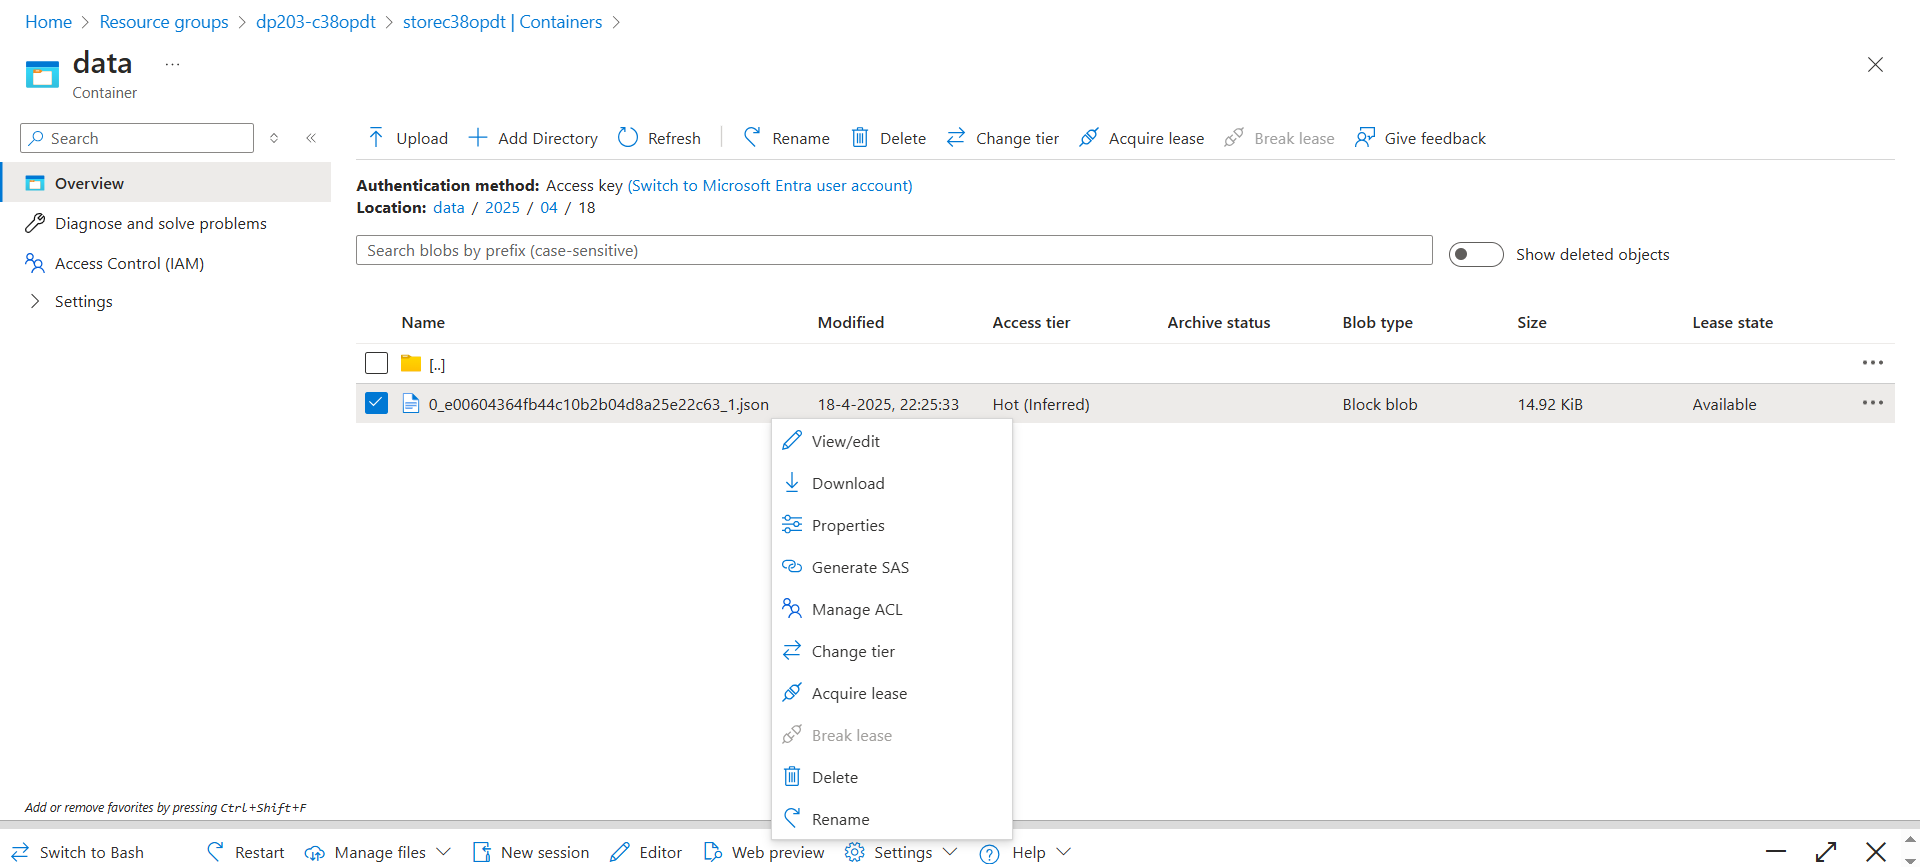 Home > Resource groups > dp203-c38opdt > storec38opdt | Containers >
data ...
Container
Search
Upload Add Directory Refresh Rename Delete Change tier Acquire lease Break lease Give feedback
Overview
Diagnose and solve problems
Access Control (IAM)
Settings
Authentication method: Access key (Switch to Microsoft Entra user account)
Location: data / 2025 / 04 / 18
Search blobs by prefix (case-sensitive)
Show deleted objects
Name Modified Access tier Archive status Blob type Size Lease state
[..]
0_e00604364fb44c10b2b04d8a25e22c63_1.json 18-4-2025, 22:25:33 Hot (Inferred) Block blob 14.92 KiB Available
View/edit
Download
Properties
Generate SAS
Manage ACL
Change tier
Acquire lease
Break lease
Delete
Rename
Add or remove favorites by pressing Ctrl+Shift+F
Switch to Bash Restart Manage files New session Editor Web preview Settings Help